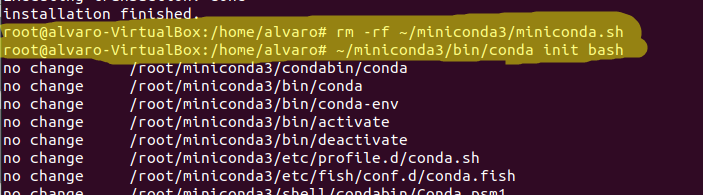 installation finished.
root@alvaro-VirtualBox:/home/alvaro# rm -rf ~/miniconda3/miniconda.sh
root@alvaro-VirtualBox:/home/alvaro# ~/miniconda3/bin/conda init bash
no change     /root/miniconda3/condabin/conda
no change     /root/miniconda3/bin/conda
no change     /root/miniconda3/bin/conda-env
no change     /root/miniconda3/bin/activate
no change     /root/miniconda3/bin/deactivate
no change     /root/miniconda3/etc/profile.d/conda.sh
no change     /root/miniconda3/etc/fish/conf.d/conda.fish
no change     /root/miniconda3/shell/condabin/Conda.psm1